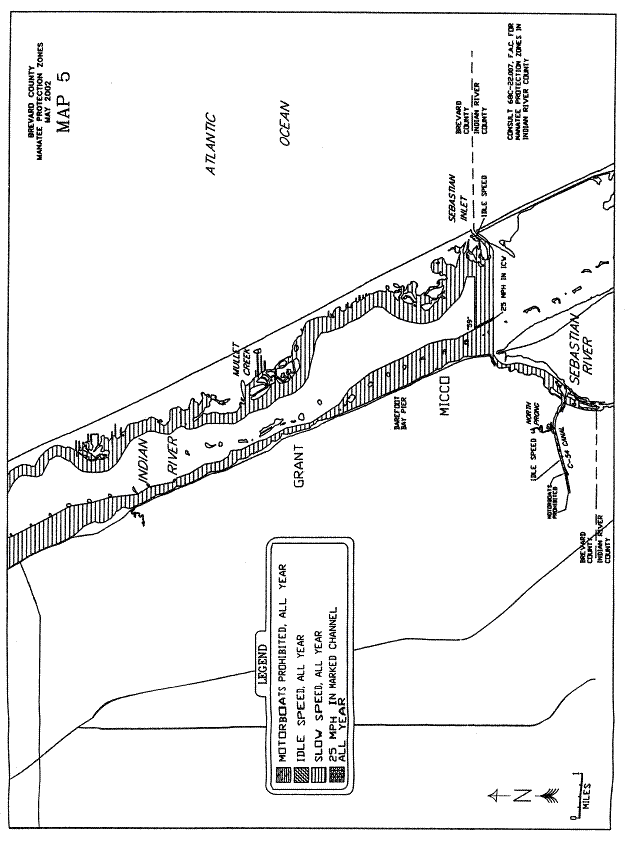 BREVARD COUNTY
MANATEE PROTECTION ZONES
MAY 2002
MAP 5
ATLANTIC
OCEAN
BREVARD
COUNTY
INDIAN RIVER
COUNTY
CONSULT 68C-22.007, F.A.C. FOR
MANATEE PROTECTION ZONES IN
INDIAN RIVER COUNTY
SEBASTIAN
INLET
IDLE SPEED
25 MPH IN ICW
"59"
MULLET
CREEK
INDIAN
RIVER
GRANT
BAREFOOT
BAY PIER
MICCO
SEBASTIAN
RIVER
NORTH
PRONG
IDLE SPEED
C-54 CANAL
MOTORBOATS
PROHIBITED
BREVARD
COUNTY
INDIAN RIVER
COUNTY
LEGEND
MOTORBOATS PROHIBITED, ALL YEAR
IDLE SPEED, ALL YEAR
SLOW SPEED, ALL YEAR
25 MPH IN MARKED CHANNEL
ALL YEAR
N
0 1
MILES